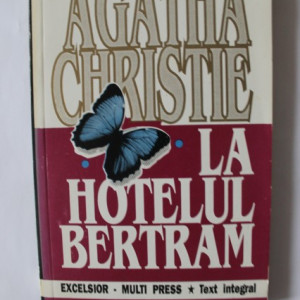 AGATHA
CHRISTIE
LA
HOTELUL
BERTRAM
EXCELSIOR - MULTI PRESS ★ Text integral